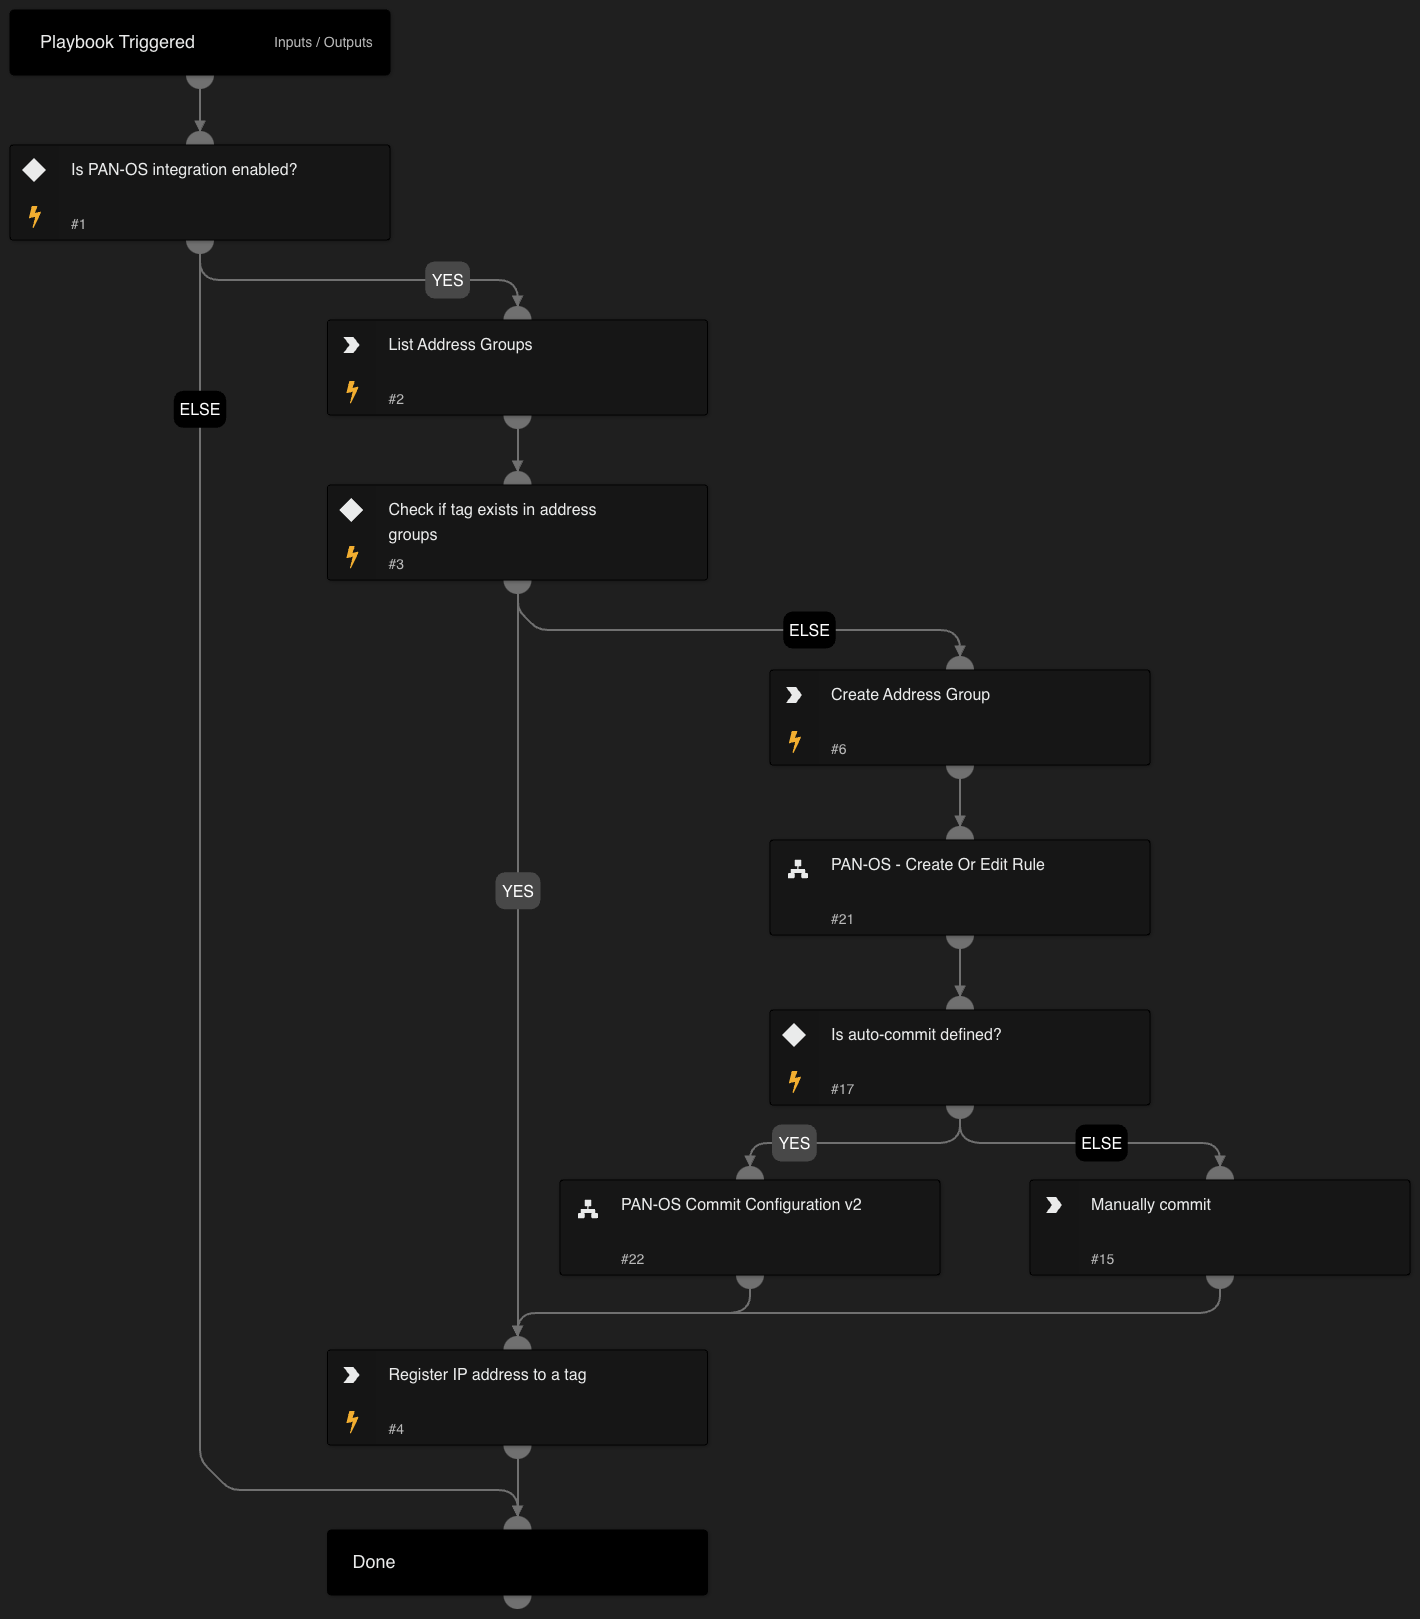 Playbook Triggered
Inputs / Outputs
Is PAN-OS integration enabled?
#1
YES
List Address Groups
#2
ELSE
Check if tag exists in address
groups
#3
ELSE
Create Address Group
#6
PAN-OS - Create Or Edit Rule
#21
YES
Is auto-commit defined?
#17
YES
ELSE
PAN-OS Commit Configuration v2
#22
Manually commit
#15
Register IP address to a tag
#4
Done